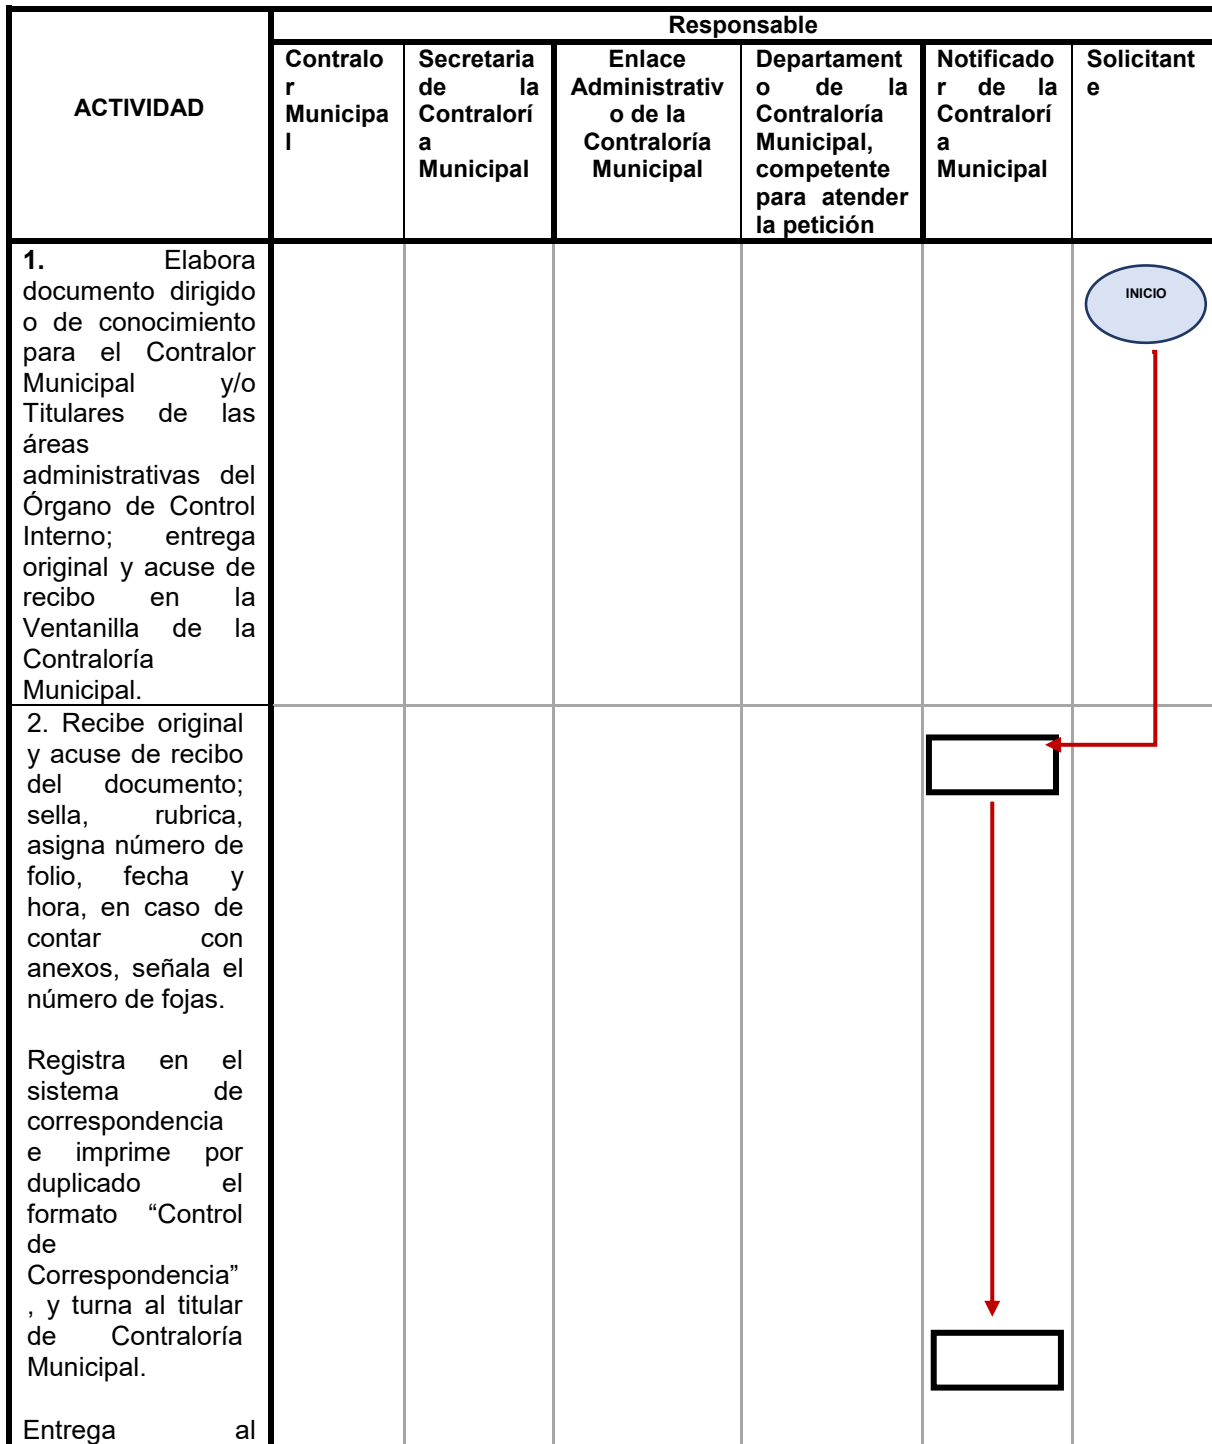 Responsable
ACTIVIDAD
Contralo
r
Municipa
l
Secretaria
de la
Contralorí
a
Municipal
Enlace
Administrativ
o de la
Contraloría
Municipal
Departament
o de la
Contraloría
Municipal,
competente
para atender
la petición
Notificado
r de la
Contralorí
a
Municipal
Solicitant
e
1. Elabora
documento dirigido
o de conocimiento
para el Contralor
Municipal y/o
Titulares de las
áreas
administrativas del
Órgano de Control
Interno; entrega
original y acuse de
recibo en la
Ventanilla de la
Contraloría
Municipal.
INICIO
2. Recibe original
y acuse de recibo
del documento;
sella, rubrica,
asigna número de
folio, fecha y
hora, en caso de
contar con
anexos, señala el
número de fojas.
Registra en el
sistema de
correspondencia
e imprime por
duplicado el
formato “Control
de
Correspondencia”
, y turna al titular
de Contraloría
Municipal.
Entrega al